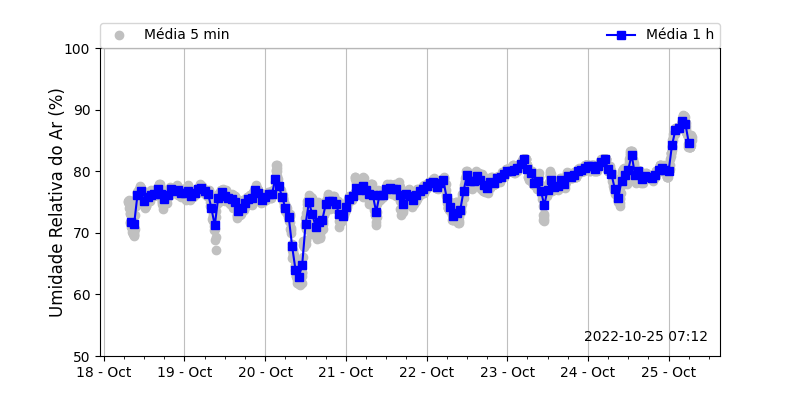 Média 5 min
Média 1 h
100
90
80
70
60
50
Umidade Relativa do Ar (%)
2022-10-25 07:12
18 - Oct
19 - Oct
20 - Oct
21 - Oct
22 - Oct
23 - Oct
24 - Oct
25 - Oct